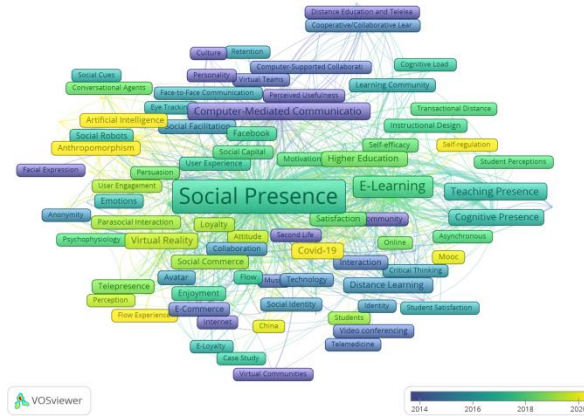 Distance Education and Telelea
Cooperative/Collaborative Lear
Culture
Retention
Cognitive Load
Computer-Supported Collaborati
Social Cues
Personality
Virtual Teams
Conversational Agents
Face-to-Face Communication
Perceived Usefulness
Learning Community
Eye Tracking
Computer-Mediated Communicatio
Transactional Distance
Artificial Intelligence
Social Facilitation
Facebook
Instructional Design
Social Robots
Anthropomorphism
Social Capital
Self-efficacy
Self-regulation
User Experience
Motivation
Higher Education
Student Perceptions
Facial Expression
Persuasion
User Engagement
Social Presence
E-Learning
Teaching Presence
Emotions
Anonymity
Parasocial Interaction
Loyalty
Satisfaction
Community
Cognitive Presence
Psychophysiology
Virtual Reality
Attitude
Second Life
Online
Asynchronous
Collaboration
Covid-19
Social Commerce
Interaction
Mooc
Critical Thinking
Avatar
Flow
Technology
Telepresence
Distance Learning
Perception
Enjoyment
E-Commerce
Social Identity
Identity
Student Satisfaction
Flow Experience
Internet
China
Students
Video conferencing
Telemedicine
E-Loyalty
Case Study
Virtual Communities
VOSviewer
2014 2016 2018 2020